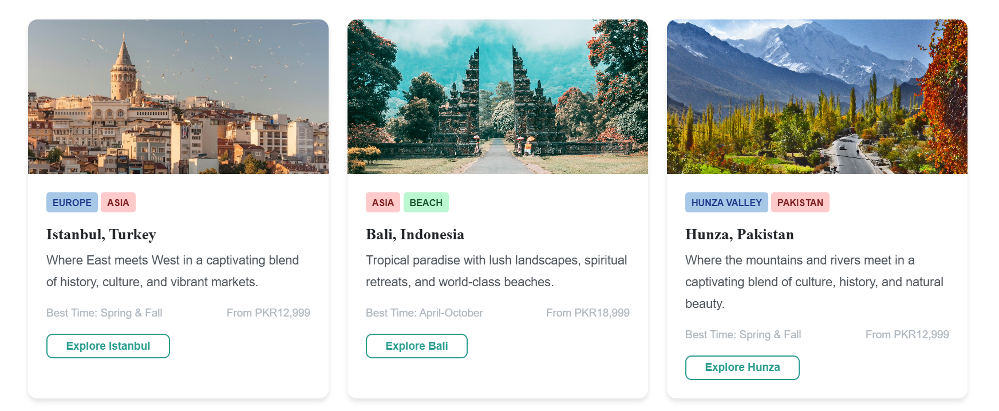 EUROPE ASIA
Istanbul, Turkey
Where East meets West in a captivating blend
of history, culture, and vibrant markets.
Best Time: Spring & Fall From PKR12,999
Explore Istanbul
ASIA BEACH
Bali, Indonesia
Tropical paradise with lush landscapes, spiritual
retreats, and world-class beaches.
Best Time: April-October From PKR18,999
Explore Bali
HUNZA VALLEY PAKISTAN
Hunza, Pakistan
Where the mountains and rivers meet in a
captivating blend of culture, history, and natural
beauty.
Best Time: Spring & Fall From PKR12,999
Explore Hunza